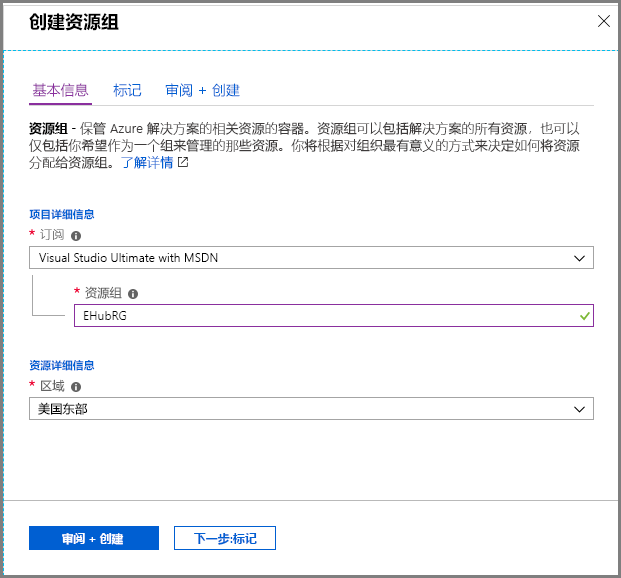 创建资源组
基本信息 标记 审阅 + 创建
资源组 - 保管 Azure 解决方案的相关资源的容器。资源组可以包括解决方案的所有资源，也可以
仅包括你希望作为一个组来管理的那些资源。你将根据对组织最有意义的方式来决定如何将资源
分配给资源组。了解详情
项目详细信息
* 订阅
Visual Studio Ultimate with MSDN
* 资源组
EHubRG
资源详细信息
* 区域
美国东部
审阅 + 创建 下一步:标记